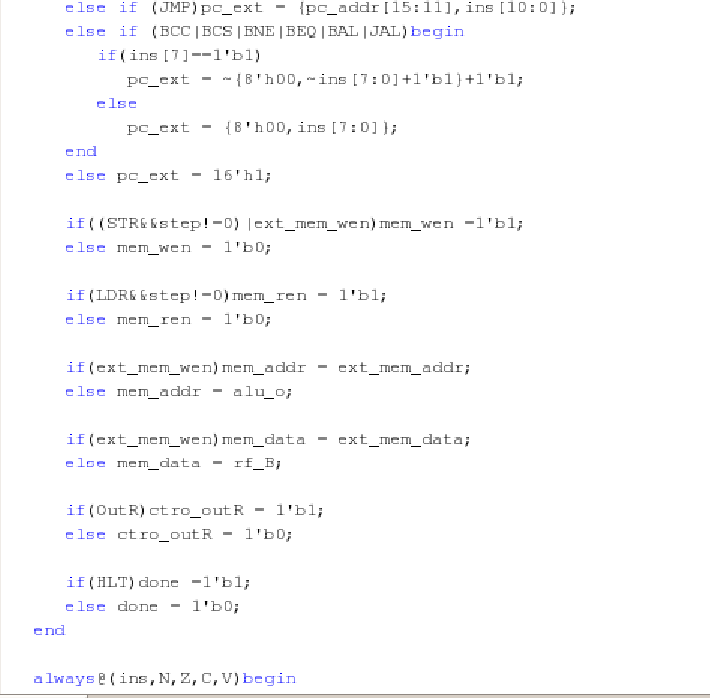 else if (JMP)pc_ext = {pc_addr[15:11],ins[10:0]};
else if (BCC|BCS|BNE|BEQ|BAL|JAL)begin
if(ins[7]==1'b1)
pc_ext = ~{8'h00,~ins[7:0]+1'b1}+1'b1;
else
pc_ext = {8'h00,ins[7:0]};
end
else pc_ext = 16'h1;
if((STR&&step!=0)|ext_mem_wen)mem_wen =1'b1;
else mem_wen = 1'b0;
if(LDR&&step!=0)mem_ren = 1'b1;
else mem_ren = 1'b0;
if(ext_mem_wen)mem_addr = ext_mem_addr;
else mem_addr = alu_o;
if(ext_mem_wen)mem_data = ext_mem_data;
else mem_data = rf_B;
if(OutR)ctro_outR = 1'b1;
else ctro_outR = 1'b0;
if(HLT)done =1'b1;
else done = 1'b0;
end
always@(ins,N,Z,C,V)begin